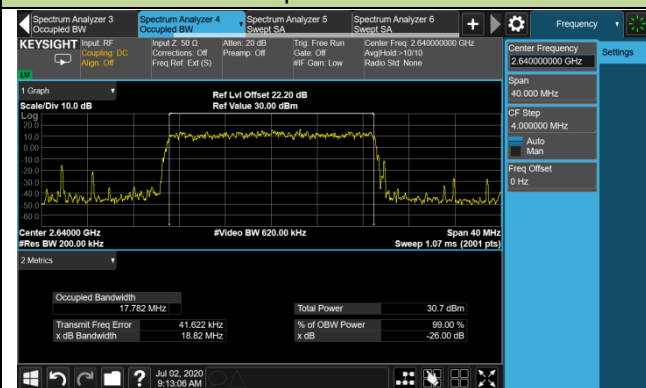 Spectrum Analyzer 3
Occupied BW
Spectrum Analyzer 4
Occupied BW
Spectrum Analyzer 5
Swept SA
Spectrum Analyzer 6
Swept SA
+
Frequency
KEYSIGHT
Input: RF
Coupling: DC
Align: Off
Input Z: 50 Ω
Corrections: Off
Freq Ref: Ext (S)
Atten: 20 dB
Preamp: Off
Trig: Free Run
Gate: Off
#IF Gain: Low
Center Freq: 2.640000000 GHz
Avg|Hold:>10/10
Radio Std: None
LXI
Center Frequency
2.640000000 GHz
Settings
Span
40.000 MHz
CF Step
4.000000 MHz
Auto
Man
Freq Offset
0 Hz
1 Graph
Scale/Div 10.0 dB
Ref Lvl Offset 22.20 dB
Ref Value 30.00 dBm
Log
20.0
10.0
0.00
-10.0
-20.0
-30.0
-40.0
-50.0
-60.0
Center 2.64000 GHz
#Res BW 200.00 kHz
#Video BW 620.00 kHz
Span 40 MHz
Sweep 1.07 ms (2001 pts)
2 Metrics
Occupied Bandwidth
17.782 MHz
Total Power 30.7 dBm
Transmit Freq Error 41.622 kHz
% of OBW Power 99.00 %
x dB Bandwidth 18.82 MHz
x dB -26.00 dB
?
Jul 02, 2020
9:13:06 AM